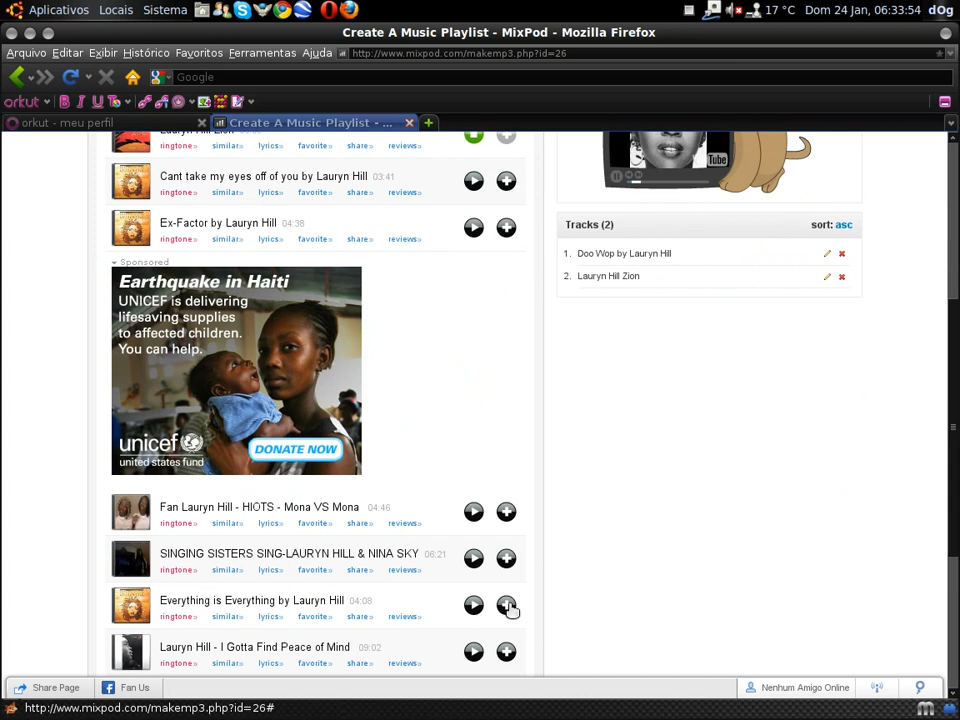 Aplicativos Locais Sistema 17 °C Dom 24 Jan, 06:33:54 dOg
Create A Music Playlist - MixPod - Mozilla Firefox
Arquivo Editar Exibir Histórico Favoritos Ferramentas Ajuda http://www.mixpod.com/makemp3.php?id=26
Google
orkut B I U
orkut - meu perfil Create A Music Playlist - ...
Lauryn Hill Zion
ringtone» similar» lyrics» favorite» share» reviews»
Cant take my eyes off of you by Lauryn Hill 03:41
ringtone» similar» lyrics» favorite» share» reviews»
Ex-Factor by Lauryn Hill 04:38
ringtone» similar» lyrics» favorite» share» reviews»
Sponsored
Earthquake in Haiti
UNICEF is delivering
lifesaving supplies
to affected children.
You can help.
unicef
united states fund
DONATE NOW
Fan Lauryn Hill - HIOTS - Mona VS Mona 04:46
ringtone» similar» lyrics» favorite» share» reviews»
SINGING SISTERS SING-LAURYN HILL & NINA SKY 06:21
ringtone» similar» lyrics» favorite» share» reviews»
Everything is Everything by Lauryn Hill 04:08
ringtone» similar» lyrics» favorite» share» reviews»
Lauryn Hill - I Gotta Find Peace of Mind 09:02
ringtone» similar» lyrics» favorite» share» reviews»
Tube
Tracks (2) sort: asc
1. Doo Wop by Lauryn Hill
2. Lauryn Hill Zion
Share Page Fan Us Nenhum Amigo Online
http://www.mixpod.com/makemp3.php?id=26#